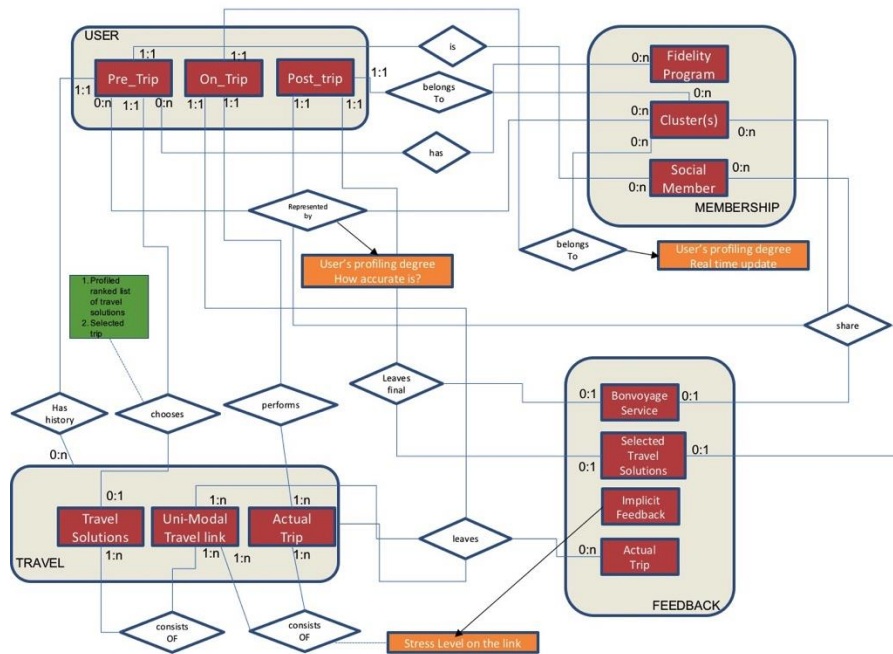 USER
1:1
1:1
Pre_Trip
On_Trip
Post_trip
1:1
1:1
0:n
1:1
0:n
1:1
1:1
1:1
1:1
is
belongs
To
has
0:n
Fidelity
Program
0:n
0:n
Cluster(s)
0:n
0:n
0:n
Social
Member
0:n
MEMBERSHIP
Represented
by
User's profiling degree
How accurate is?
belongs
To
User's profiling degree
Real time update
1. Profiled
ranked list
of travel
solutions
2. Selected
trip
share
Has
history
chooses
performs
Leaves
final
0:n
0:1
Bonvoyage
Service
0:1
Selected
Travel
Solutions
0:1
0:1
Implicit
Feedback
0:n
Actual
Trip
FEEDBACK
0:1
1:n
1:n
Travel
Solutions
Uni-Modal
Travel link
Actual
Trip
1:n
1:n
1:n
1:n
TRAVEL
leaves
consists
OF
consists
OF
Stress Level on the link